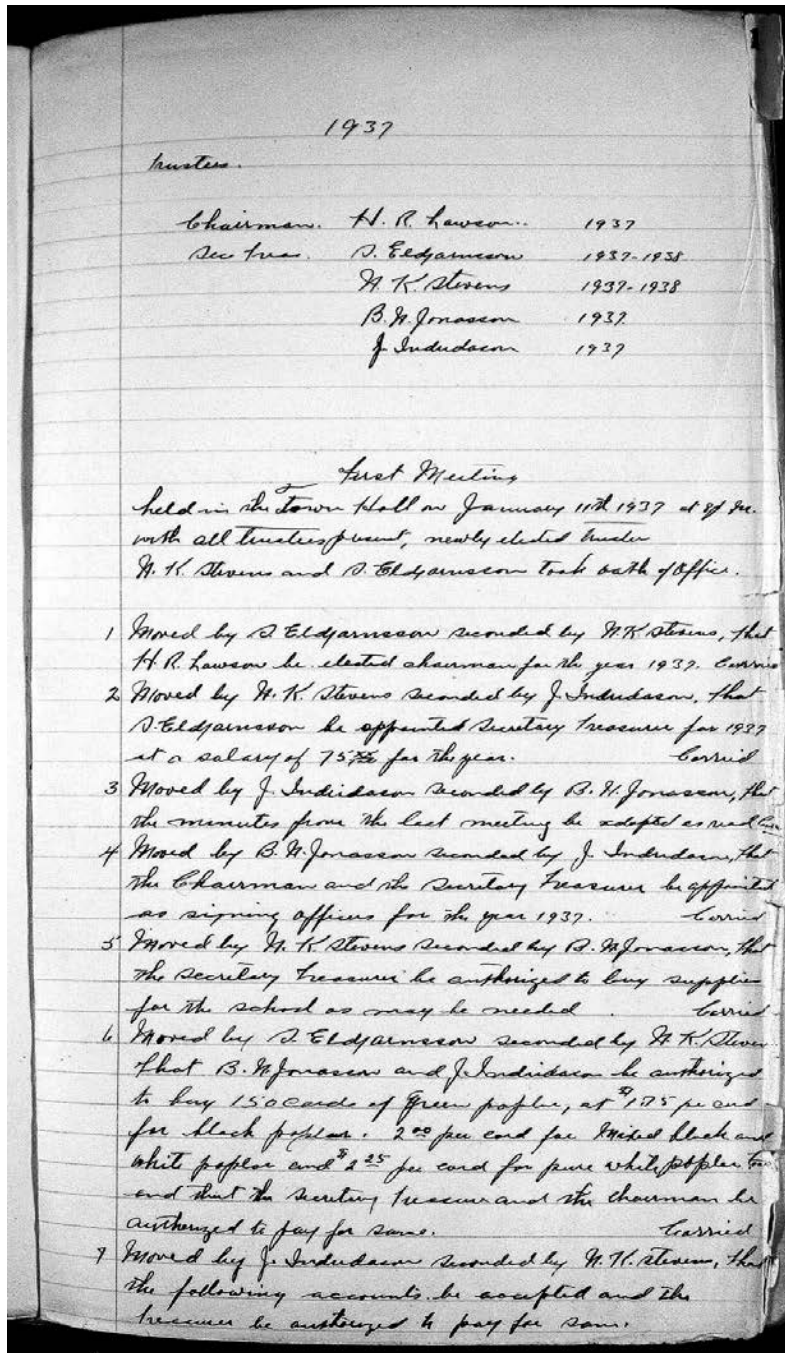 1937
Trustees.
Chairman. H. R. Lawson. 1937
Sec Treas. S. Eldjarnsson 1937-1938
N. K Stevens 1937-1938
B. N. Jonasson 1937
J Indridason 1937
First Meeting
held in the Town Hall on January 11th 1937 at 8 p.m.
with all trustees present, newly elected trustee
N. K. Stevens and S. Eldjarnsson took oath of Office.
1 Moved by S Eldjarnsson seconded by N. K Stevens, that
H R. Lawson be elected chairman for the year 1937. Carried
2 Moved by N. K. Stevens seconded by J. Indridason, that
S. Eldjarnsson be appointed Secretary Treasurer for 1937
at a salary of 75 xx/100 for the year. Carried
3 Moved by J. Indridason seconded by B. N. Jonasson, that
the minutes from the last meeting be adopted as read
4 Moved by B. N. Jonasson seconded by J. Indridason, that
the Chairman and the Secretary Treasurer be appointed
as signing officers for the year 1937. Carried
5 Moved by N. K Stevens seconded by B. N Jonasson, that
the secretary treasurer be authorized to buy supplies
for the school as may be needed . Carried
6 Moved by S. Eldjarnsson seconded by N. K. Steven
that B. N Jonasson and J. Indridason be authorized
to buy 150 cords of Green poplar, at $1.75 per cord
for black poplar. 2 00 per cord for mixed black and
white poplar and $2 25 per cord for pure white poplar
and that the secretary treasure and the chairman be
authorized to pay for same. Carried
7 Moved by J. Indridason seconded by N. K. Stevens, that
the following accounts be accepted and the
treasurer be authorized to pay for same.